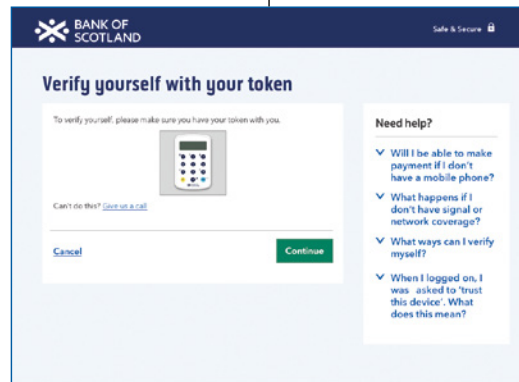 BANK OF
SCOTLAND
Safe & Secure
Verify yourself with your token
To verify yourself, please make sure you have your token with you.
Can't do this? Give us a call
Cancel
Continue
Need help?
Will I be able to make
payment if I don't
have a mobile phone?
What happens if I
don't have signal or
network coverage?
What ways can I verify
myself?
When I logged on, I
was asked to 'trust
this device'. What
does this mean?